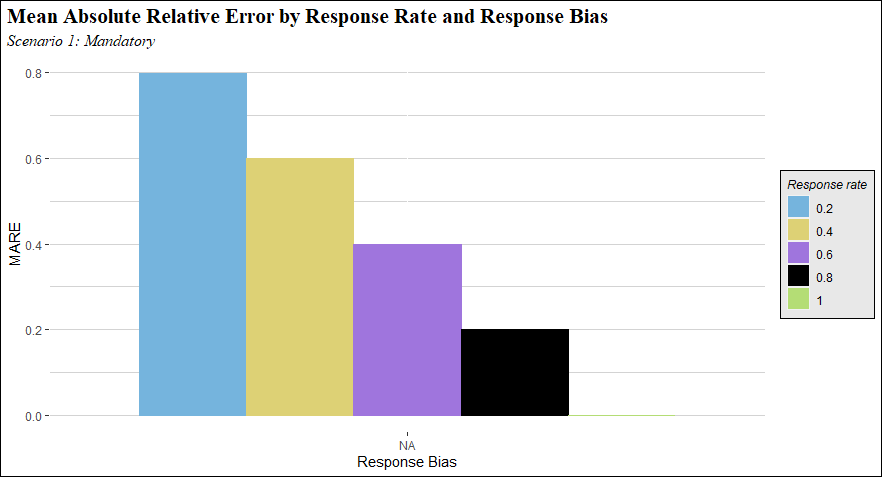 Mean Absolute Relative Error by Response Rate and Response Bias
Scenario 1: Mandatory
MARE
0.8
0.6
0.4
0.2
0.0
NA
Response Bias
Response rate
0.2
0.4
0.6
0.8
1